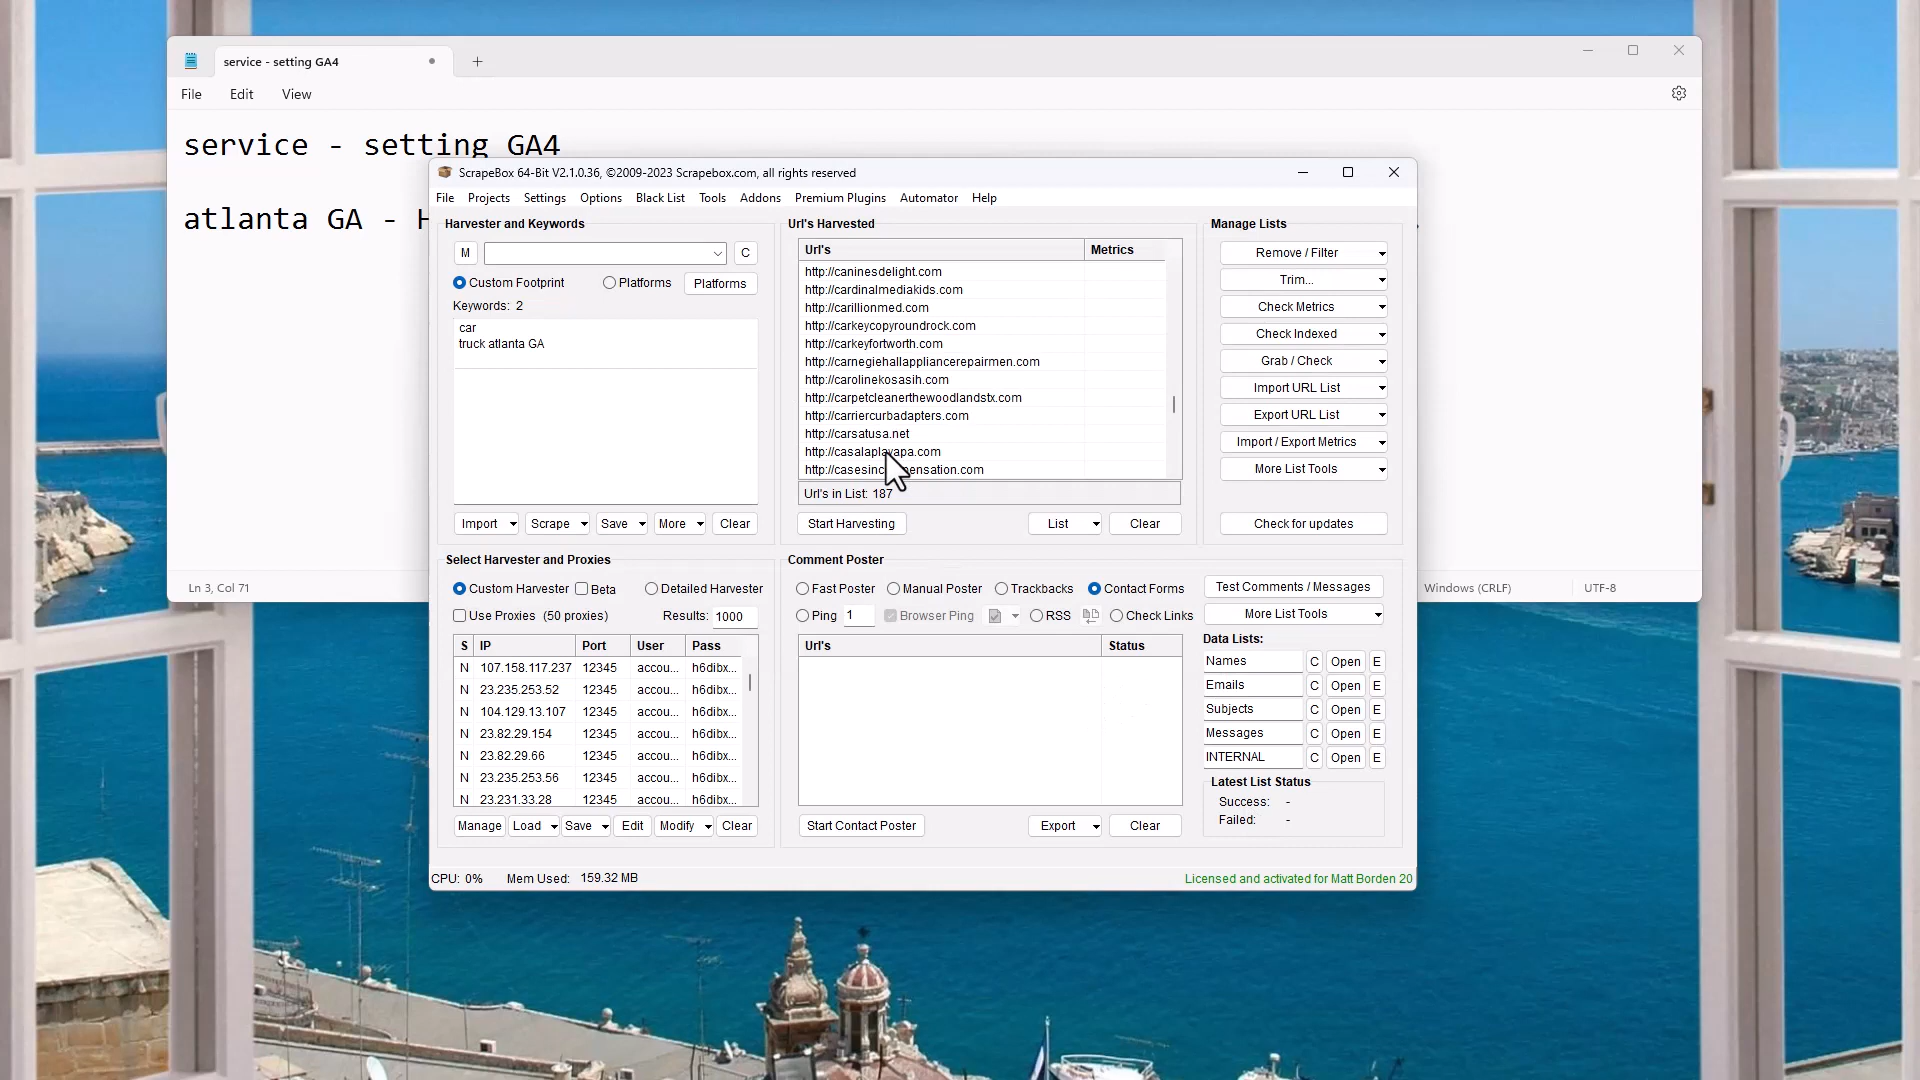 service - setting GA4
File Edit View
service - setting GA4
atlanta GA - H
Ln 3, Col 71
Windows (CRLF)
UTF-8
ScrapeBox 64-Bit V2.1.0.36, ©2009-2023 Scrapebox.com, all rights reserved
File Projects Settings Options Black List Tools Addons Premium Plugins Automator Help
Harvester and Keywords
M
C
Custom Footprint Platforms Platforms
Keywords: 2
car
truck atlanta GA
Import Scrape Save More Clear
Url's Harvested
Url's Metrics
http://caninesdelight.com
http://cardinalmediakids.com
http://carillionmed.com
http://carkeycopyroundrock.com
http://carkeyfortworth.com
http://carnegiehallappliancerepairmen.com
http://carolinekosasih.com
http://carpetcleanerthewoodlandstx.com
http://carriercurbadapters.com
http://carsatusa.net
http://casalaplayapa.com
Url's in List: 187
Start Harvesting List Clear
Manage Lists
Remove / Filter
Trim...
Check Metrics
Check Indexed
Grab / Check
Import URL List
Export URL List
Import / Export Metrics
More List Tools
Check for updates
Select Harvester and Proxies
Custom Harvester Beta Detailed Harvester
Use Proxies (50 proxies) Results: 1000
S IP Port User Pass
N 107.158.117.237 12345 accou... h6dibx...
N 23.235.253.52 12345 accou... h6dibx...
N 104.129.13.107 12345 accou... h6dibx...
N 23.82.29.154 12345 accou... h6dibx...
N 23.82.29.66 12345 accou... h6dibx...
N 23.235.253.56 12345 accou... h6dibx...
N 23.231.33.28 12345 accou... h6dibx...
Manage Load Save Edit Modify Clear
Comment Poster
Fast Poster Manual Poster Trackbacks Contact Forms
Ping 1 Browser Ping RSS Check Links
Url's Status
Start Contact Poster Export Clear
Test Comments / Messages
More List Tools
Data Lists:
Names C Open E
Emails C Open E
Subjects C Open E
Messages C Open E
INTERNAL C Open E
Latest List Status
Success: -
Failed: -
CPU: 0% Mem Used: 159.32 MB
Licensed and activated for Matt Borden 20